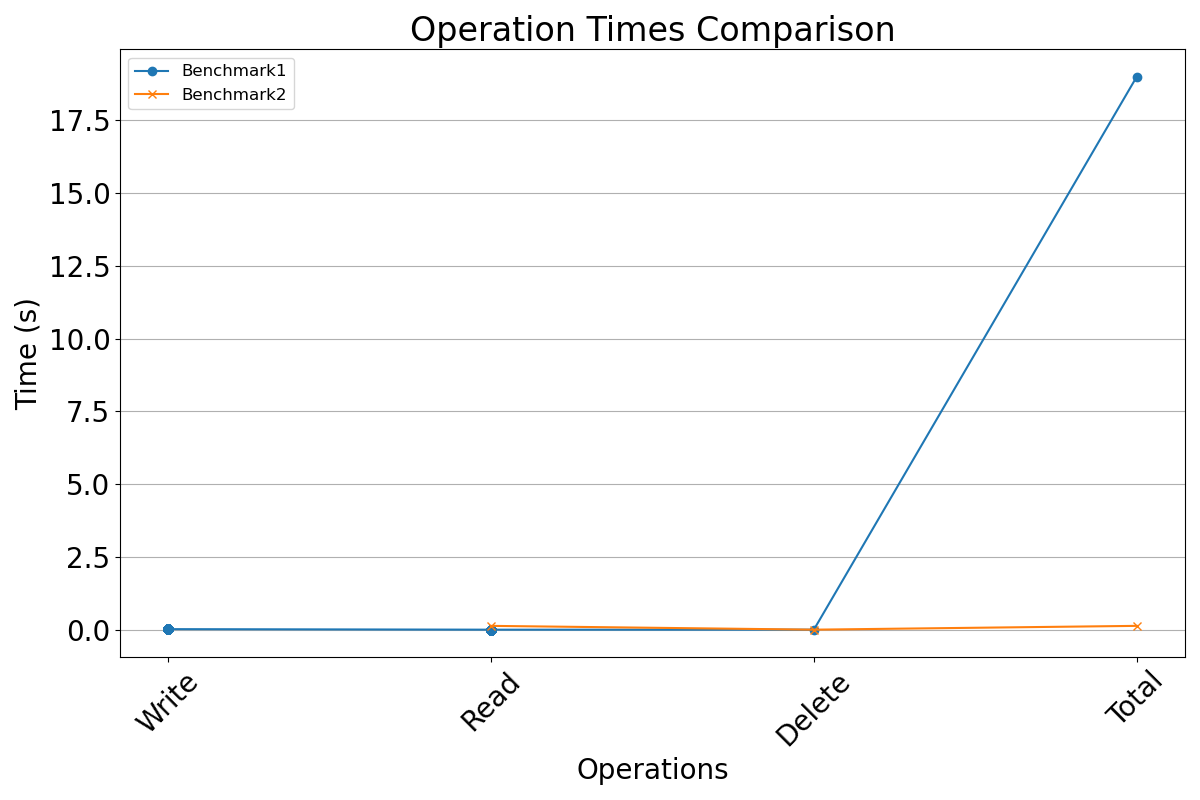 Operation Times Comparison
Benchmark1
Benchmark2
17.5
15.0
12.5
10.0
7.5
5.0
2.5
0.0
Time (s)
Write
Read
Delete
Total
Operations